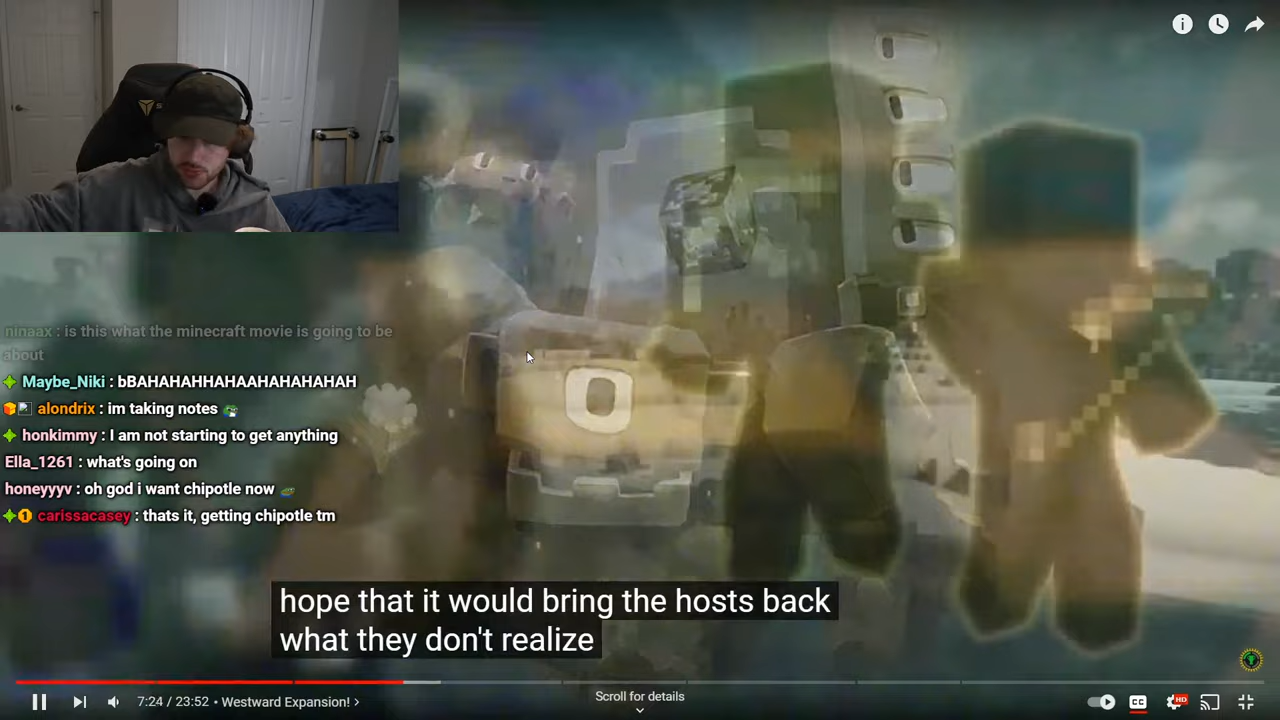 ninaax : is this what the minecraft movie is going to be
about
Maybe_Niki : bBAHAHAHHAHAAHAHAHAHAH
alondrix : im taking notes
honkimmy : I am not starting to get anything
Ella_1261 : what's going on
honeyyyv : oh god i want chipotle now
1 carissacasey : thats it, getting chipotle tm
hope that it would bring the hosts back
what they don't realize
7:24 / 23:52 • Westward Expansion! >
Scroll for details
CC HD